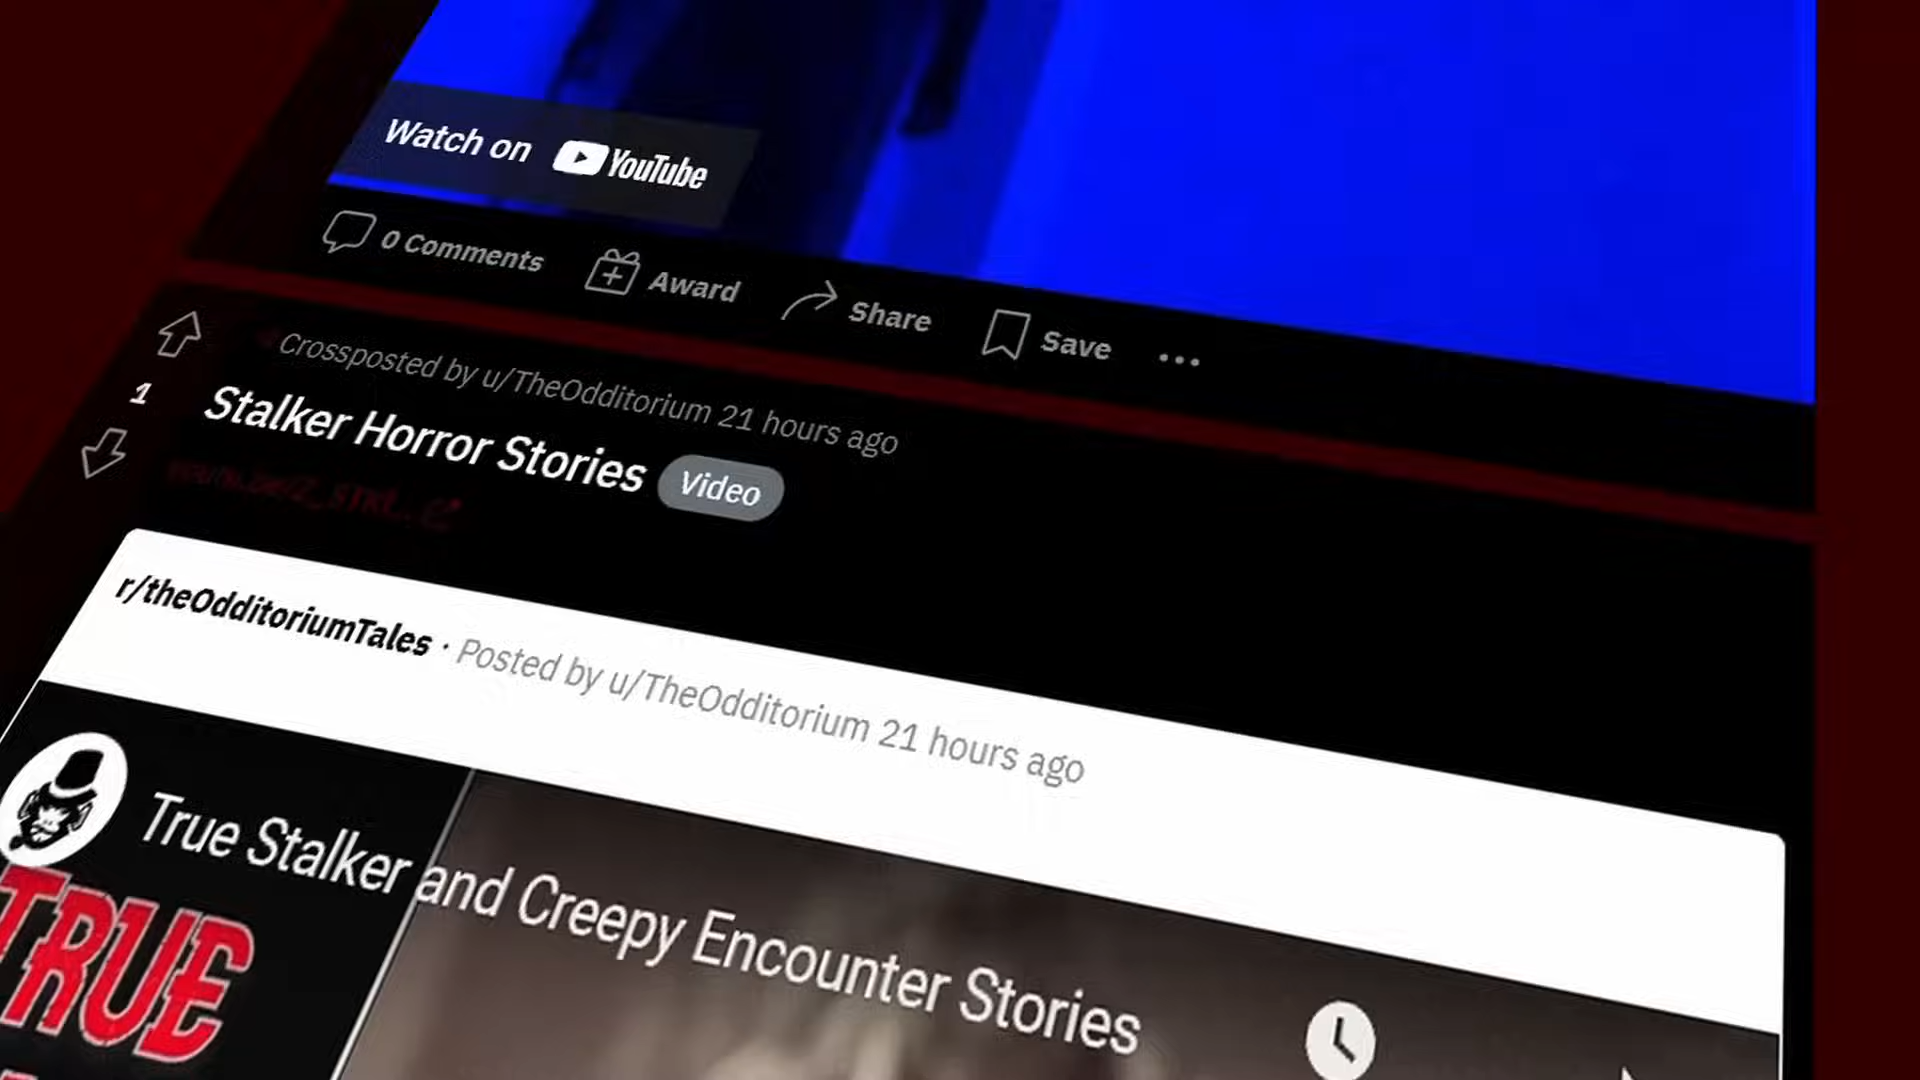 Watch on YouTube
0 Comments Award Share Save
Crossposted by u/TheOdditorium 21 hours ago
1
Stalker Horror Stories Video
r/theOdditoriumTales · Posted by u/TheOdditorium 21 hours ago
True Stalker and Creepy Encounter Stories
TRUE